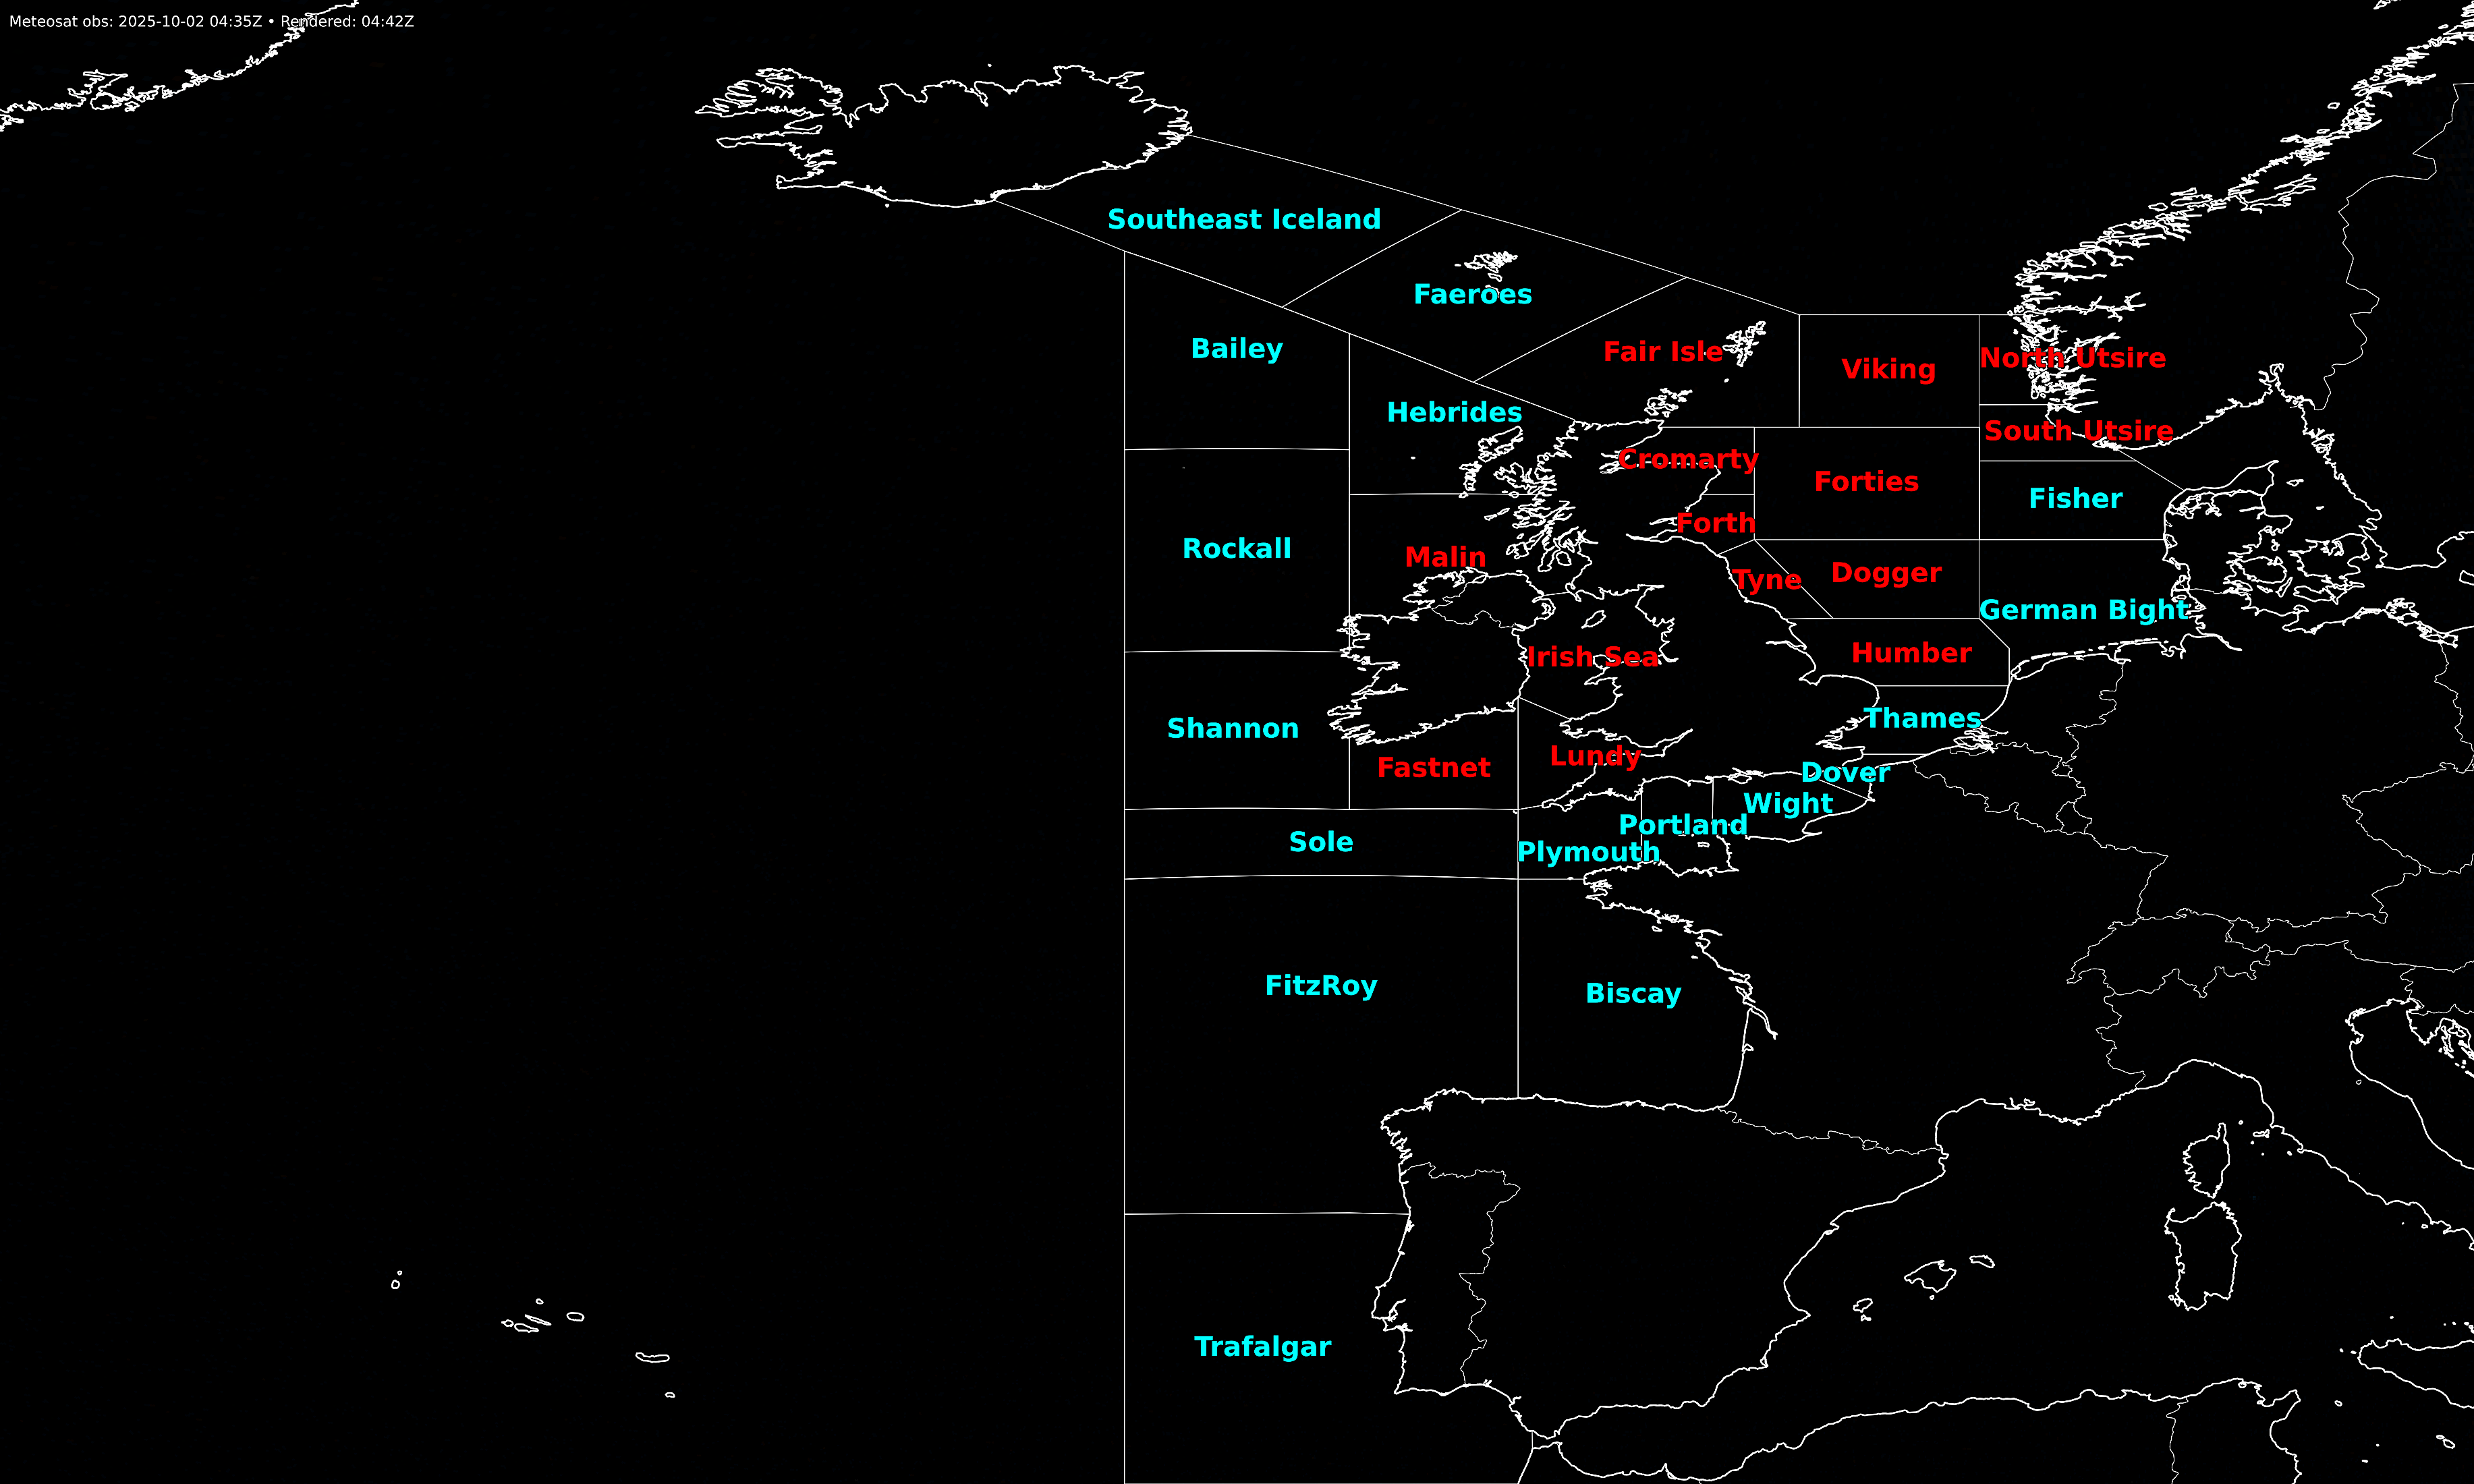 Meteosat obs: 2025-10-02 04:35Z • Rendered: 04:42Z
Southeast Iceland
Faeroes
Bailey
Fair Isle
Viking
North Utsire
Hebrides
South Utsire
Cromarty
Forties
Fisher
Forth
Rockall
Malin
Tyne
Dogger
German Bight
Humber
Irish Sea
Thames
Shannon
Lundy
Fastnet
Dover
Wight
Portland
Sole
Plymouth
FitzRoy
Biscay
Trafalgar